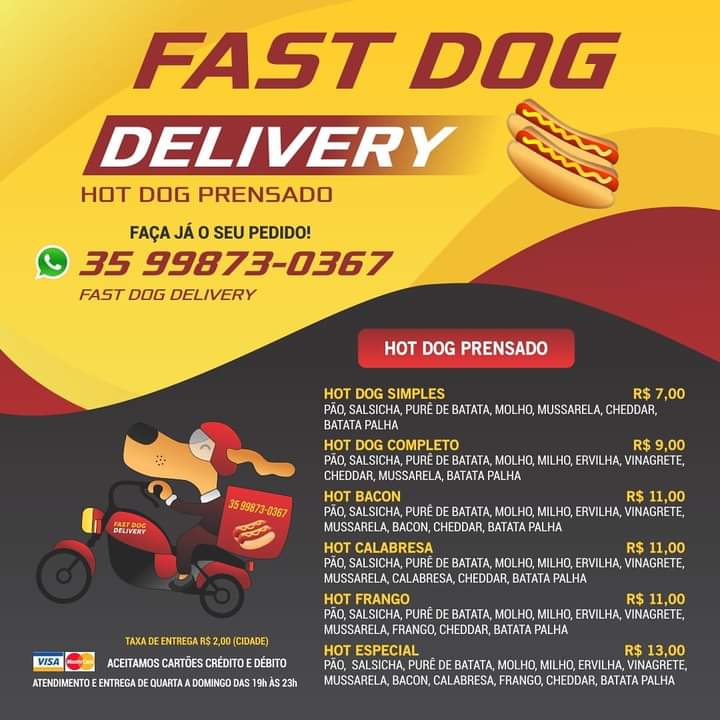 FAST DOG
DELIVERY
HOT DOG PRENSADO
FAÇA JÁ O SEU PEDIDO!
35 99873-0367
FAST DOG DELIVERY
HOT DOG PRENSADO
HOT DOG SIMPLES R$ 7,00
PÃO, SALSICHA, PURÊ DE BATATA, MOLHO, MUSSARELA, CHEDDAR,
BATATA PALHA
HOT DOG COMPLETO R$ 9,00
PÃO, SALSICHA, PURÊ DE BATATA, MOLHO, MILHO, ERVILHA, VINAGRETE,
CHEDDAR, MUSSARELA, BATATA PALHA
HOT BACON R$ 11,00
PÃO, SALSICHA, PURÊ DE BATATA, MOLHO, MILHO, ERVILHA, VINAGRETE,
MUSSARELA, BACON, CHEDDAR, BATATA PALHA
HOT CALABRESA R$ 11,00
PÃO, SALSICHA, PURÊ DE BATATA, MOLHO, MILHO, ERVILHA, VINAGRETE,
MUSSARELA, CALABRESA, CHEDDAR, BATATA PALHA
HOT FRANGO R$ 11,00
PÃO, SALSICHA, PURÊ DE BATATA, MOLHO, MILHO, ERVILHA, VINAGRETE,
MUSSARELA, FRANGO, CHEDDAR, BATATA PALHA
HOT ESPECIAL R$ 13,00
PÃO, SALSICHA, PURÊ DE BATATA, MOLHO, MILHO, ERVILHA, VINAGRETE,
MUSSARELA, BACON, CALABRESA, FRANGO, CHEDDAR, BATATA PALHA
35 99873-0367
FAST DOG
DELIVERY
TAXA DE ENTREGA R$ 2,00 (CIDADE)
VISA MasterCard ACEITAMOS CARTÕES CRÉDITO E DÉBITO
ATENDIMENTO E ENTREGA DE QUARTA A DOMINGO DAS 19h ÀS 23h